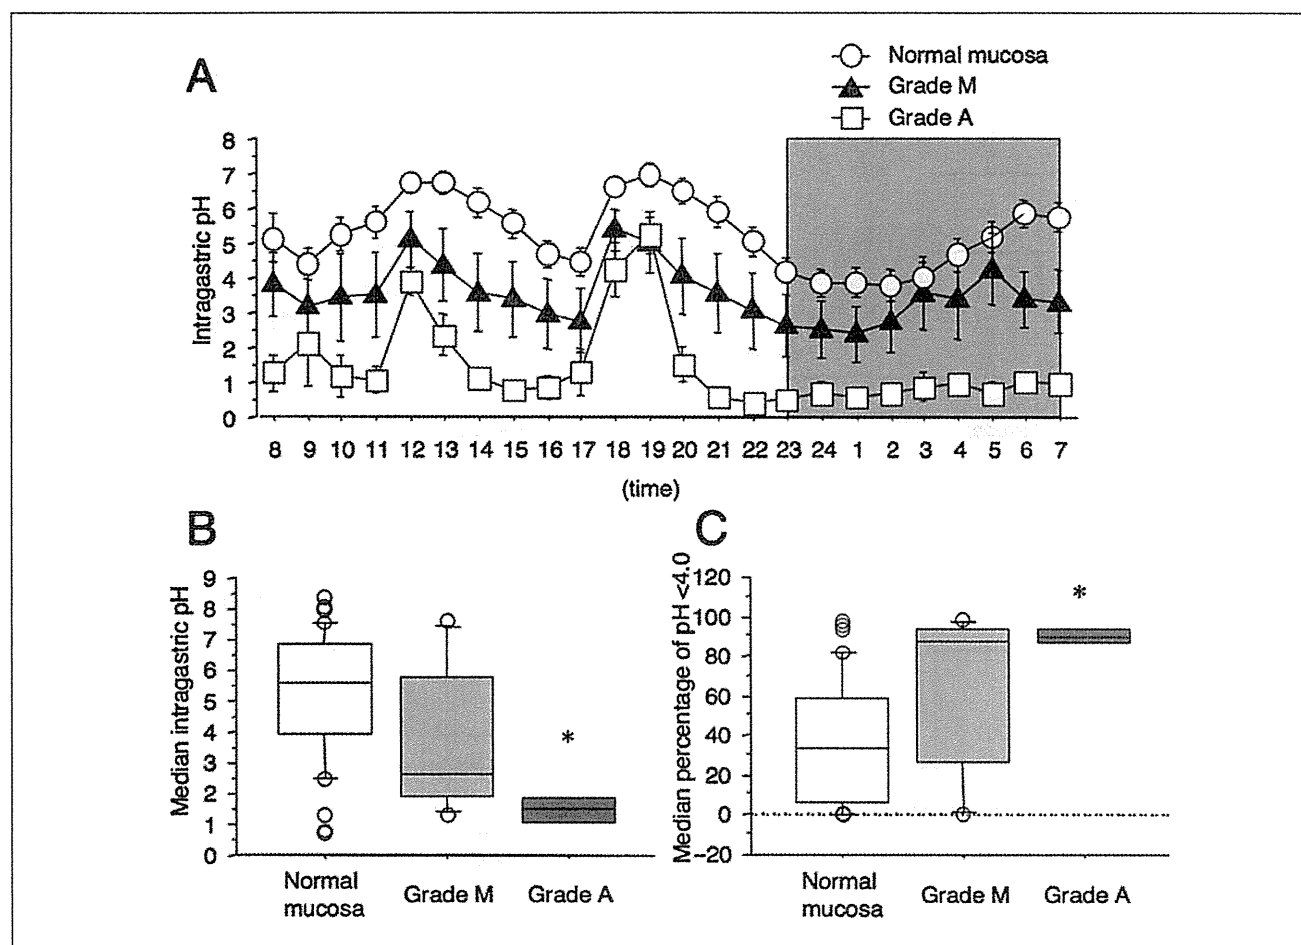 A
Normal mucosa
Grade M
Grade A
Intragastric pH
8
7
6
5
4
3
2
1
0
8 9 10 11 12 13 14 15 16 17 18 19 20 21 22 23 24 1 2 3 4 5 6 7
(time)
B
Median intragastric pH
9
8
7
6
5
4
3
2
1
0
*
Normal mucosa
Grade M
Grade A
C
Median percentage of pH <4.0
120
100
80
60
40
20
0
-20
*
Normal mucosa
Grade M
Grade A